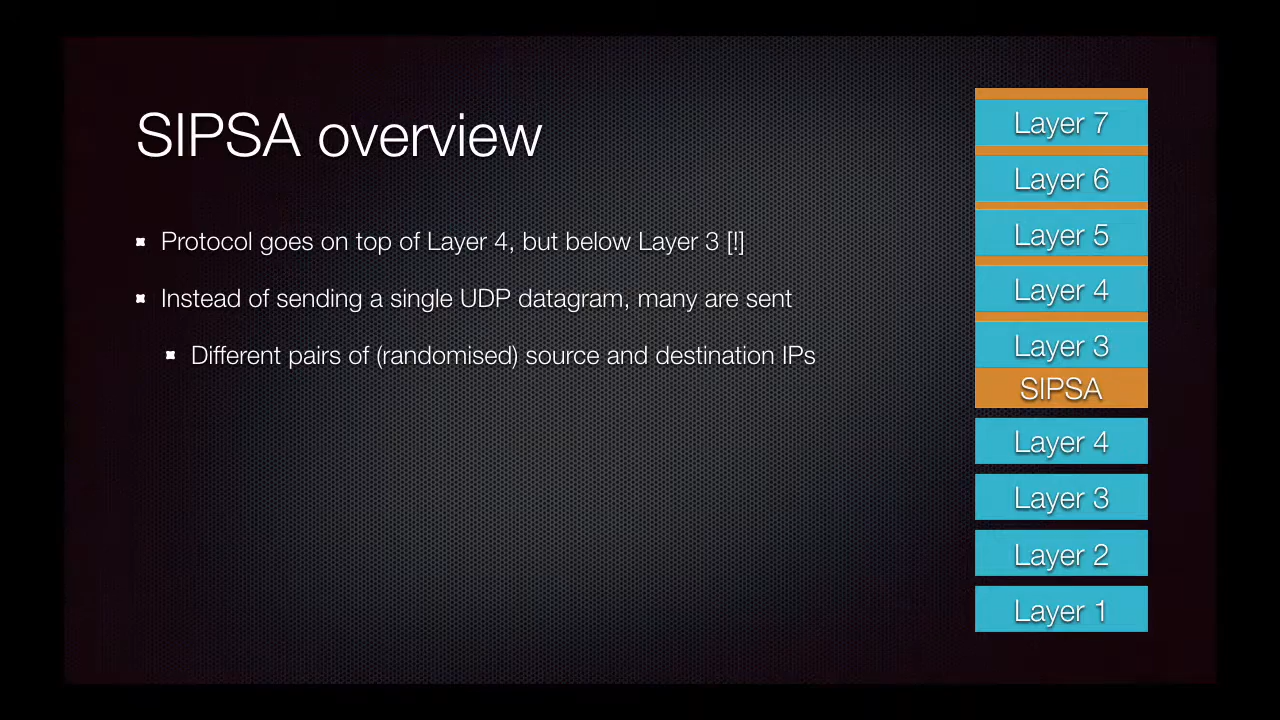 SIPSA overview
Protocol goes on top of Layer 4, but below Layer 3 [!]
Instead of sending a single UDP datagram, many are sent
Different pairs of (randomised) source and destination IPs
Layer 7
Layer 6
Layer 5
Layer 4
Layer 3
SIPSA
Layer 4
Layer 3
Layer 2
Layer 1